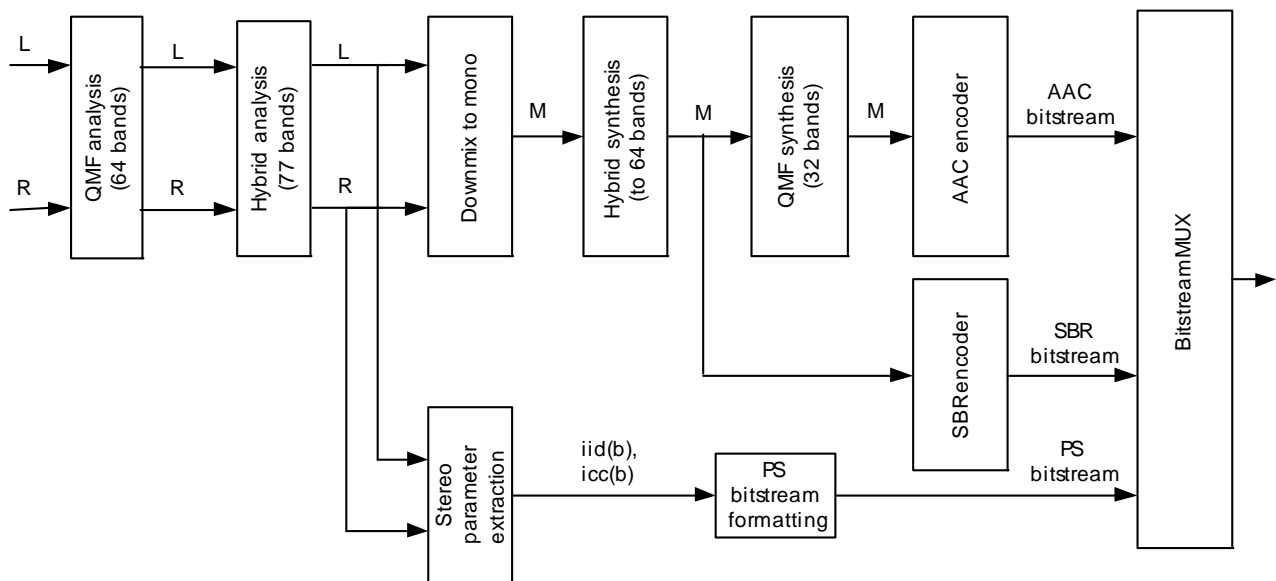 L
R
QMF analysis
(64 bands)
L
R
Hybrid analysis
(77 bands)
L
R
Downmix to mono
M
Hybrid synthesis
(to 64 bands)
M
QMF synthesis
(32 bands)
M
AAC encoder
AAC
bitstream
BitstreamMUX
SBRencoder
SBR
bitstream
Stereo
parameter
extraction
iid(b),
icc(b)
PS
bitstream
formatting
PS
bitstream